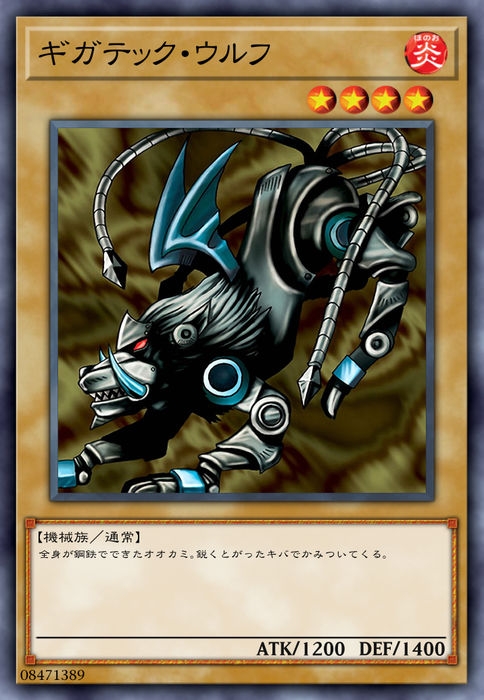 ギガテック・ウルフ
ほのお
炎
【機械族／通常】
全身が鋼鉄でできたオオカミ。鋭くとがったキバでかみついてくる。
ATK/1200 DEF/1400
08471389